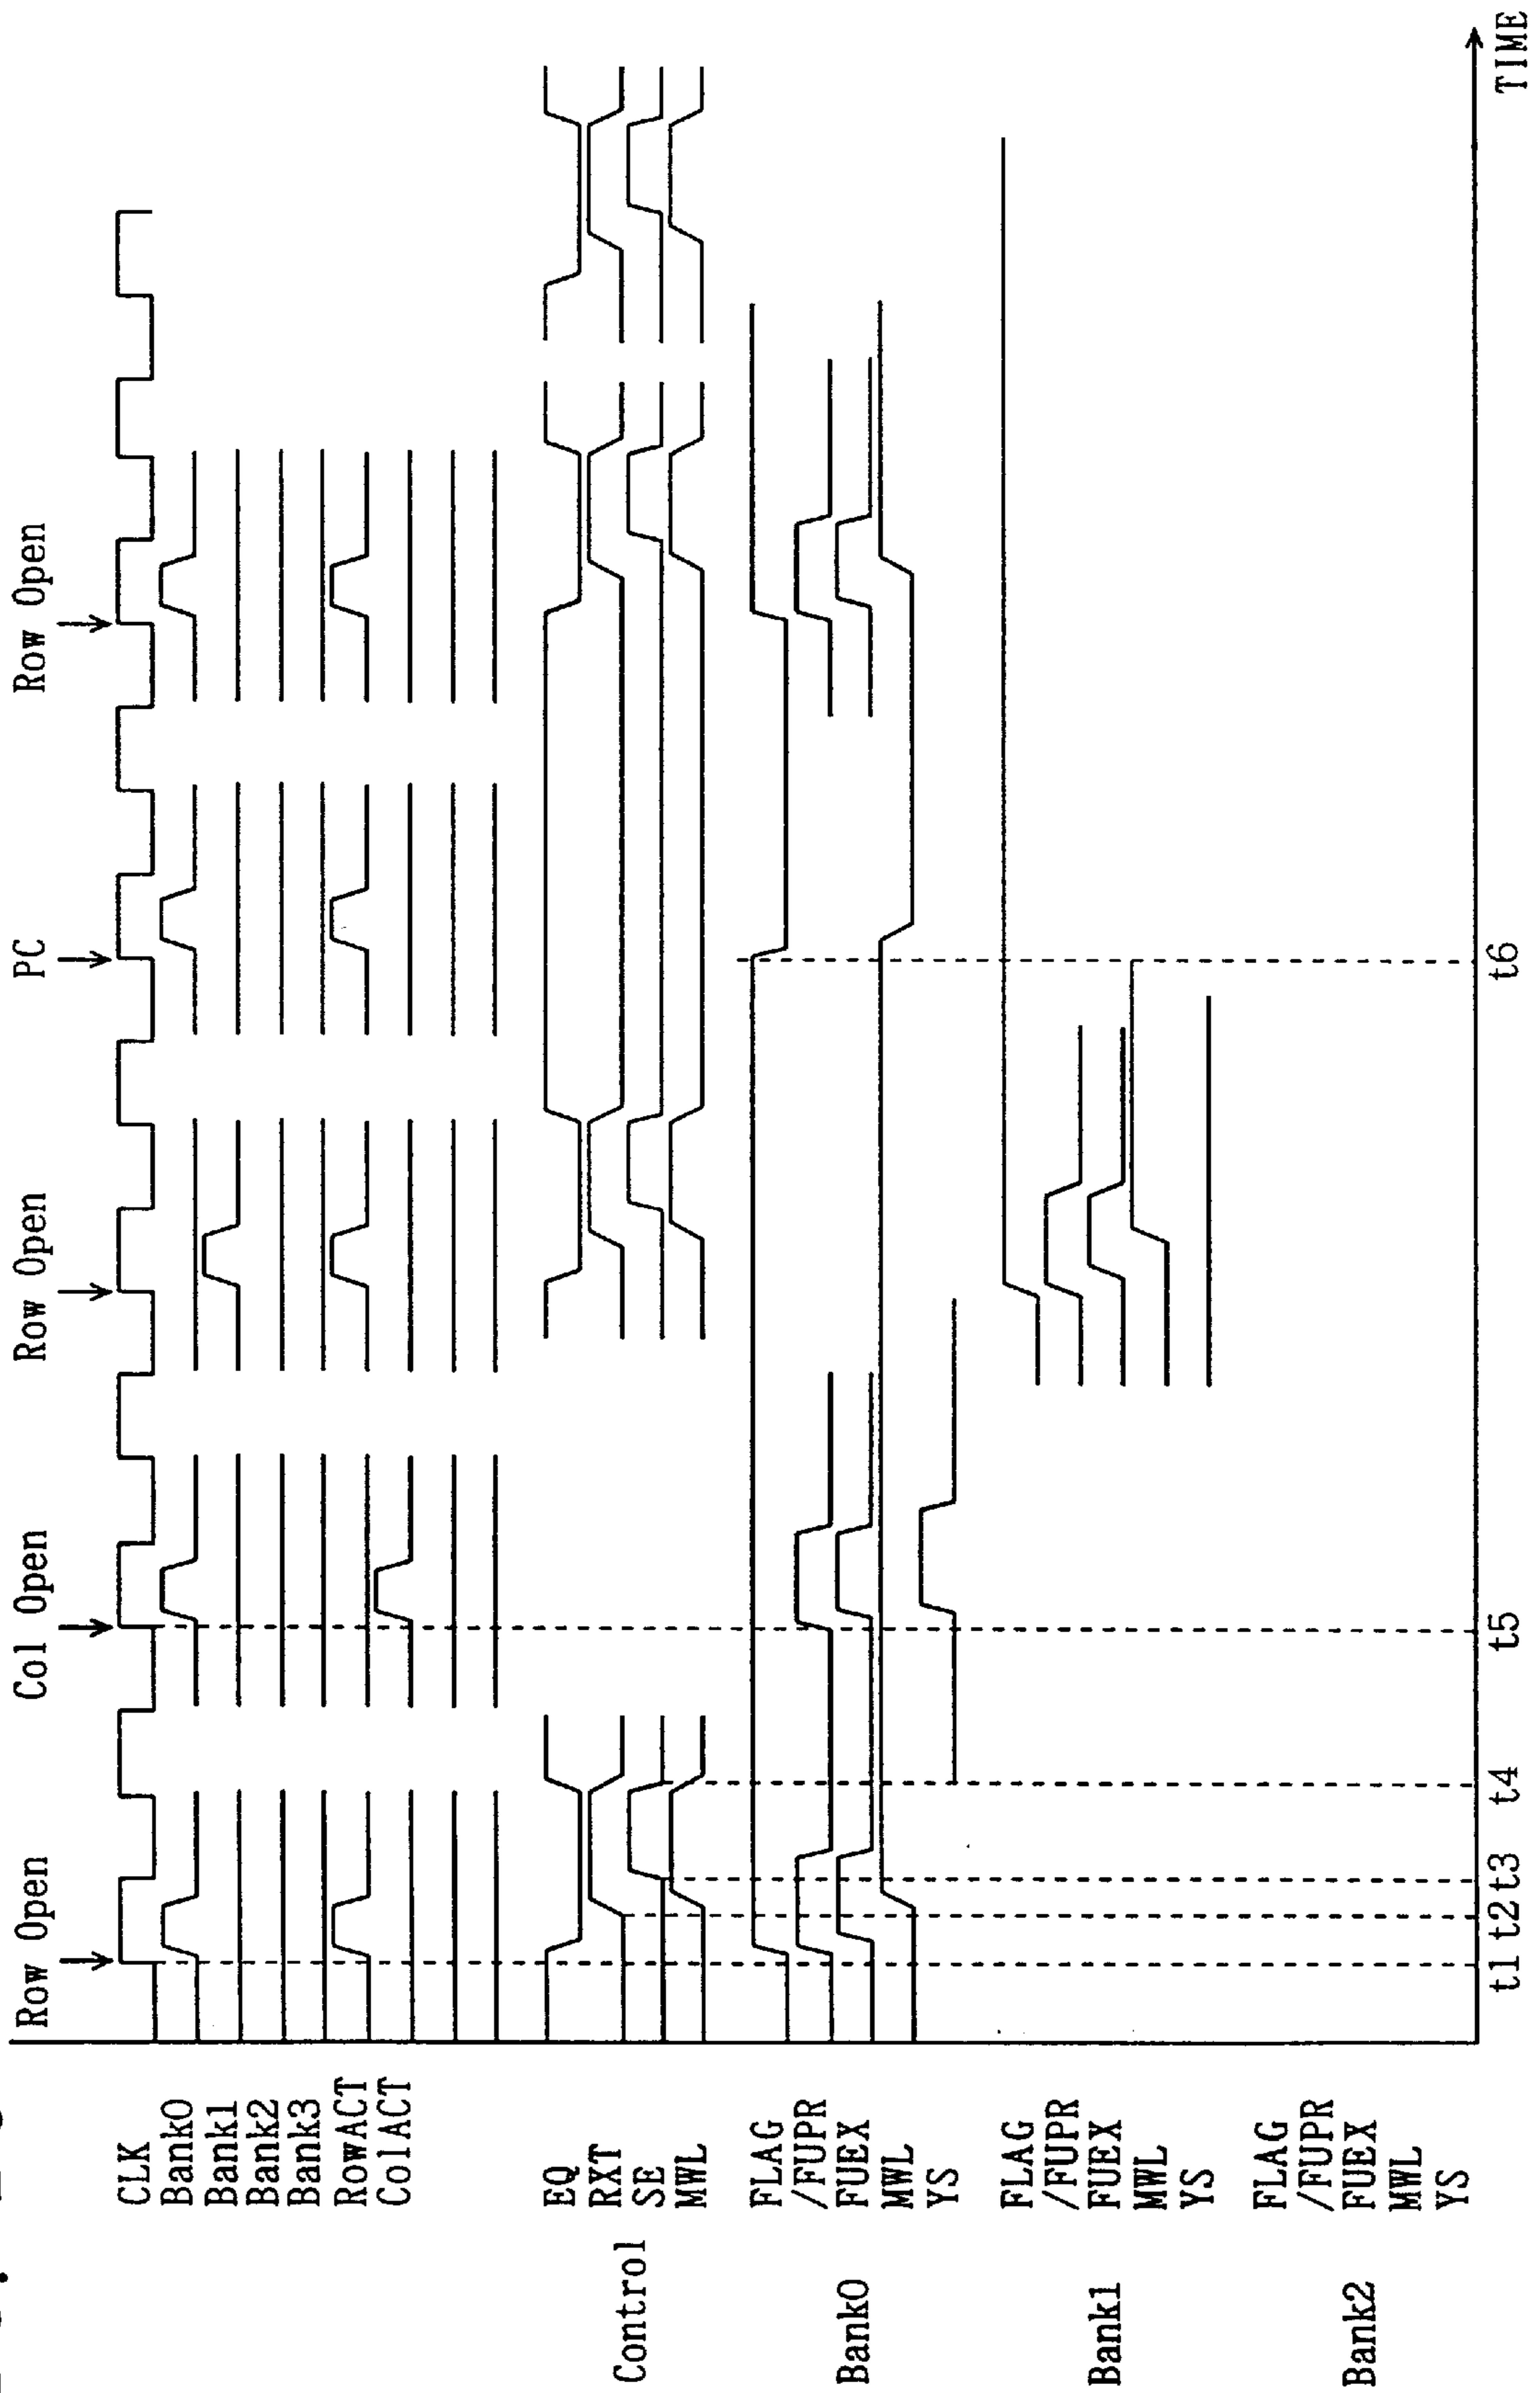 Row Open
Col Open
Row Open
PC
Row Open
CLK
Bank0
Bank1
Bank2
Bank3
RowACT
ColACT
Control
EQ
RXT
SE
MWL
Bank0
FLAG
/FUPR
FUEX
MWL
YS
Bank1
FLAG
/FUPR
FUEX
MWL
YS
Bank2
FLAG
/FUPR
FUEX
MWL
YS
t1 t2 t3 t4 t5 t6
TIME